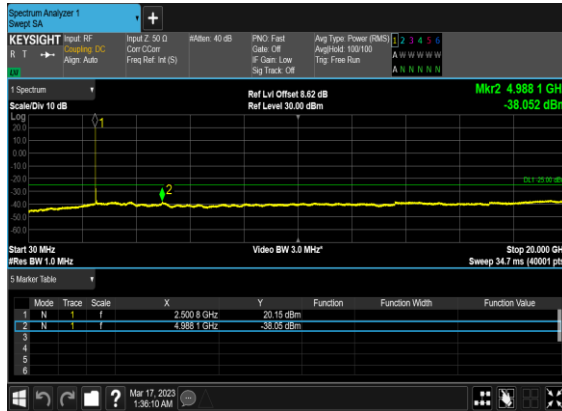 Spectrum Analyzer 1
Swept SA
+
KEYSIGHT Input: RF Input Z: 50 Ω #Atten: 40 dB PNO: Fast Avg Type: Power (RMS) 1 2 3 4 5 6
R T Coupling: DC Corr CCorr Gate: Off Avg|Hold: 100/100 A W W W W W
Align: Auto Freq Ref: Int (S) IF Gain: Low Trig: Free Run
Sig Track: Off A N N N N N
1 Spectrum Ref Lvl Offset 8.62 dB Mkr2 4.988 1 GH
Scale/Div 10 dB Ref Level 30.00 dBm -38.052 dBm
Log
20.0
10.0
0.00
-10.0
-20.0
-30.0
-40.0
-50.0
-60.0
1
2
DL1 -25.00 dB
Start 30 MHz Video BW 3.0 MHz* Stop 20.000 GH
#Res BW 1.0 MHz Sweep 34.7 ms (40001 pts
5 Marker Table
Mode Trace Scale X Y Function Function Width Function Value
1 N 1 f 2.500 8 GHz 20.15 dBm
2 N 1 f 4.988 1 GHz -38.05 dBm
3
4
5
6
?
Mar 17, 2023
1:36:10 AM